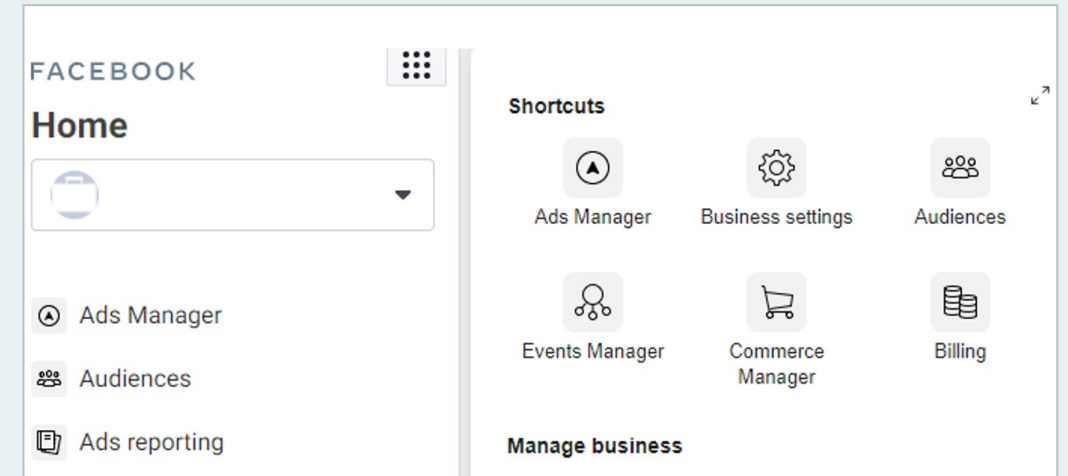 FACEBOOK
Home
Ads Manager
Audiences
Ads reporting
Shortcuts
Ads Manager
Business settings
Audiences
Events Manager
Commerce
Manager
Billing
Manage business